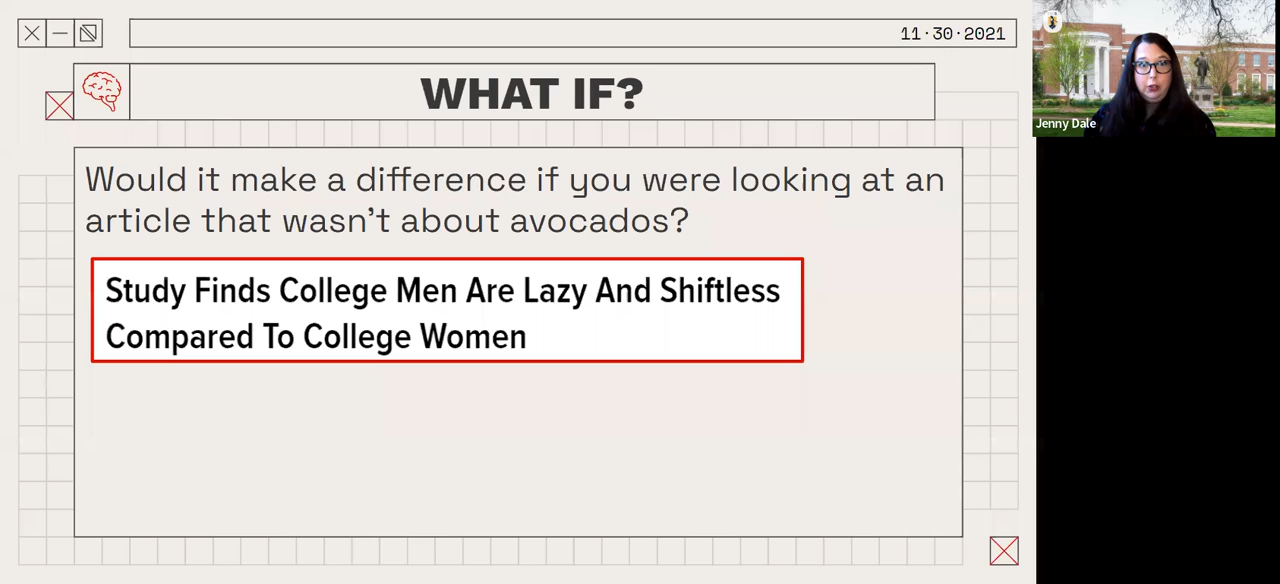 11·30·2021
WHAT IF?
Would it make a difference if you were looking at an
article that wasn't about avocados?
Study Finds College Men Are Lazy And Shiftless
Compared To College Women
Jenny Dale